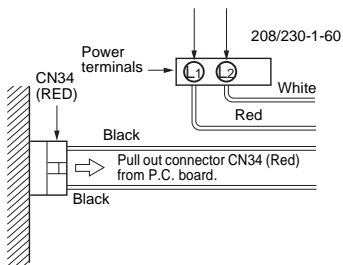 208/230-1-60
Power
terminals
L1
L2
CN34
(RED)
White
Red
Black
Pull out connector CN34 (Red)
from P.C. board.
Black